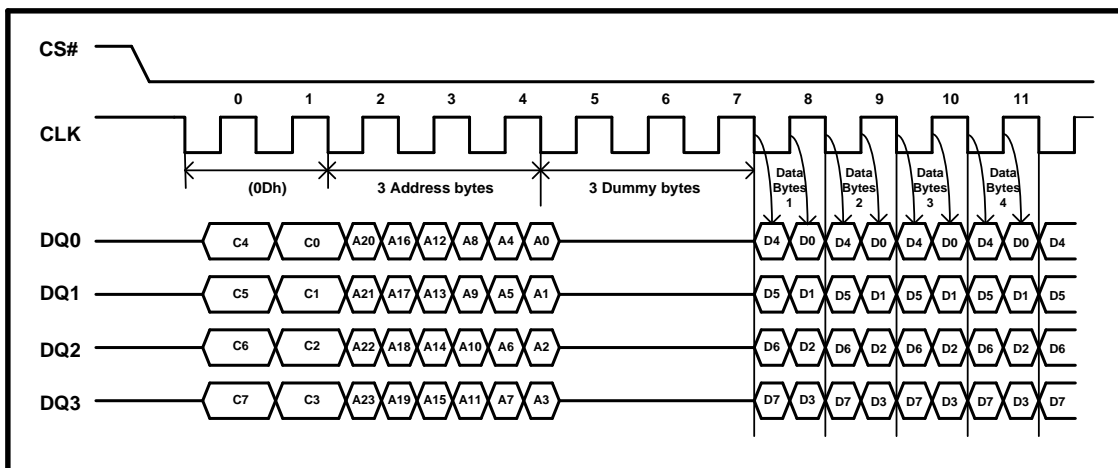 CS#
0 1 2 3 4 5 6 7 8 9 10 11
CLK
(0Dh) 3 Address bytes 3 Dummy bytes
Data Bytes 1
Data Bytes 2
Data Bytes 3
Data Bytes 4
DQ0 C4 C0 A20 A16 A12 A8 A4 A0 D4 D0 D4 D0 D4 D0 D4 D0 D4
DQ1 C5 C1 A21 A17 A13 A9 A5 A1 D5 D1 D5 D1 D5 D1 D5 D1 D5
DQ2 C6 C2 A22 A18 A14 A10 A6 A2 D6 D2 D6 D2 D6 D2 D6 D2 D6
DQ3 C7 C3 A23 A19 A15 A11 A7 A3 D7 D3 D7 D3 D7 D3 D7 D3 D7